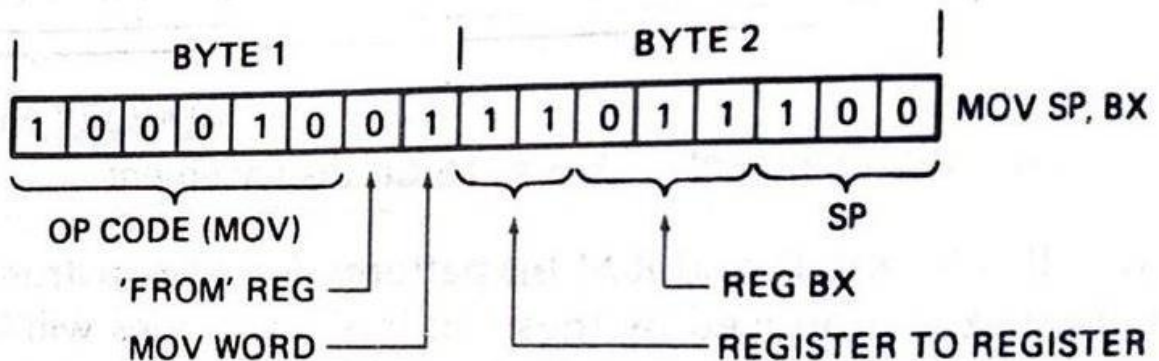 BYTE 1 BYTE 2
1 0 0 0 1 0 0 1 1 1 0 1 1 1 0 0 MOV SP, BX
OP CODE (MOV) SP
'FROM' REG REG BX
'MOV WORD REGISTER TO REGISTER